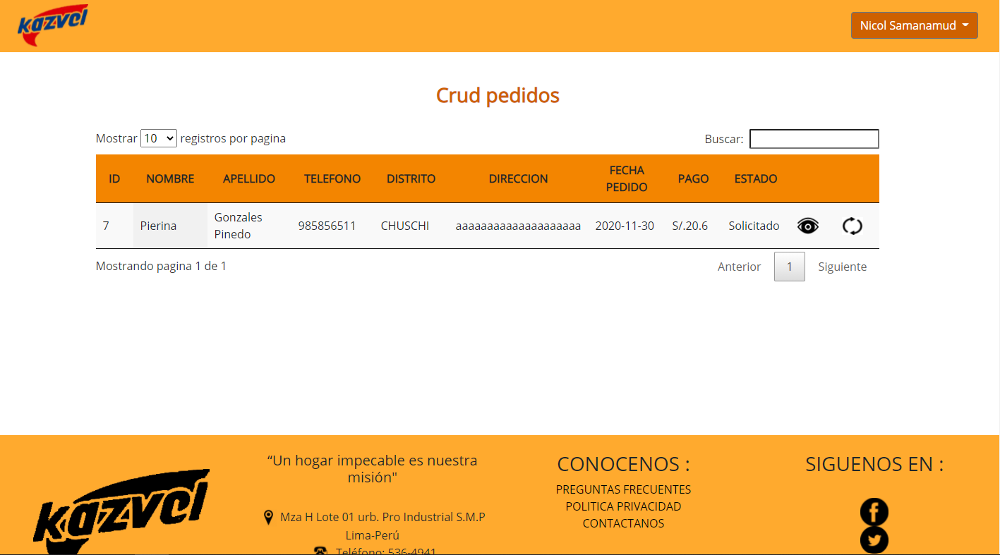 kazvel
Nicol Samanamud
Crud pedidos
Mostrar 10 registros por pagina
Buscar:
ID NOMBRE APELLIDO TELEFONO DISTRITO DIRECCION FECHA PEDIDO PAGO ESTADO
7 Pierina Gonzales Pinedo 985856511 CHUSCHI aaaaaaaaaaaaaaaaaaaa 2020-11-30 S/.20.6 Solicitado
Mostrando pagina 1 de 1
Anterior 1 Siguiente
kazvel
“Un hogar impecable es nuestra
misión"
Mza H Lote 01 urb. Pro Industrial S.M.P
Lima-Perú
Teléfono: 536-4941
CONOCENOS :
PREGUNTAS FRECUENTES
POLITICA PRIVACIDAD
CONTACTANOS
SIGUENOS EN :